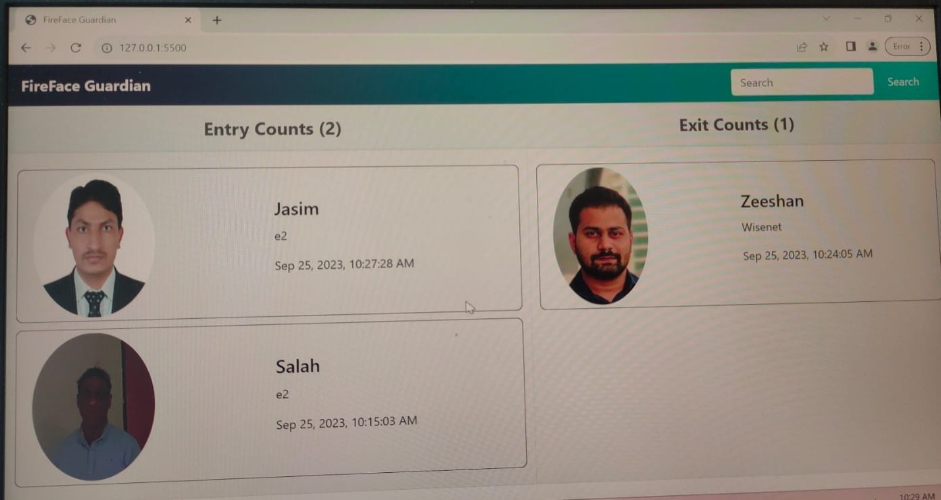 FireFace Guardian
127.0.0.1:5500
Error
FireFace Guardian
Search
Search
Entry Counts (2)
Exit Counts (1)
Jasim
e2
Sep 25, 2023, 10:27:28 AM
Zeeshan
Wisenet
Sep 25, 2023, 10:24:05 AM
Salah
e2
Sep 25, 2023, 10:15:03 AM
10:29 AM